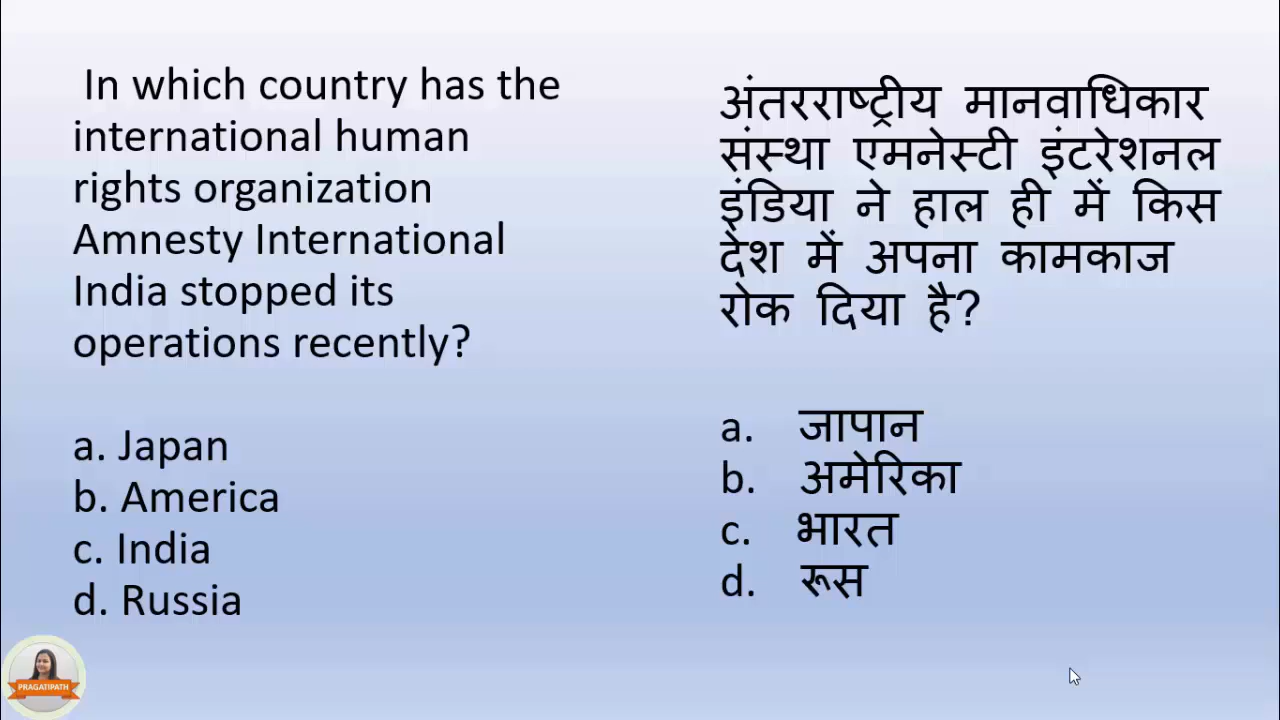 In which country has the
international human
rights organization
Amnesty International
India stopped its
operations recently?
a. Japan
b. America
c. India
d. Russia
अंतरराष्ट्रीय मानवाधिकार
संस्था एमनेस्टी इंटरेशनल
इंडिया ने हाल ही में किस
देश में अपना कामकाज
रोक दिया है?
a. जापान
b. अमेरिका
c. भारत
d. रूस
PRAGATIPATH